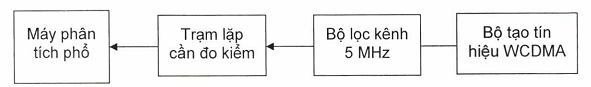 Máy phân
tích phổ
Trạm lặp
cần đo kiểm
Bộ lọc kênh
5 MHz
Bộ tạo tín
hiệu WCDMA